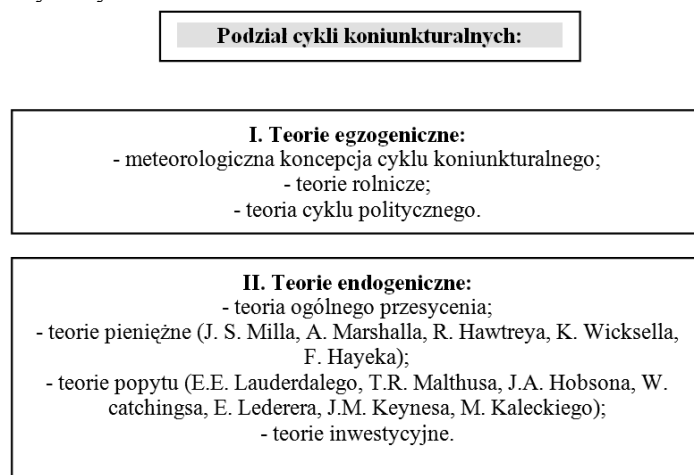 Podział cykli koniunkturalnych:
I. Teorie egzogeniczne:
- meteorologiczna koncepcja cyklu koniunkturalnego;
- teorie rolnicze;
- teoria cyklu politycznego.
II. Teorie endogeniczne:
- teoria ogólnego przesycenia;
- teorie pieniężne (J. S. Milla, A. Marshalla, R. Hawtreya, K. Wicksella,
F. Hayeka);
- teorie popytu (E.E. Lauderdalego, T.R. Malthusa, J.A. Hobsona, W.
catchingsa, E. Lederera, J.M. Keynesa, M. Kaleckiego);
- teorie inwestycyjne.